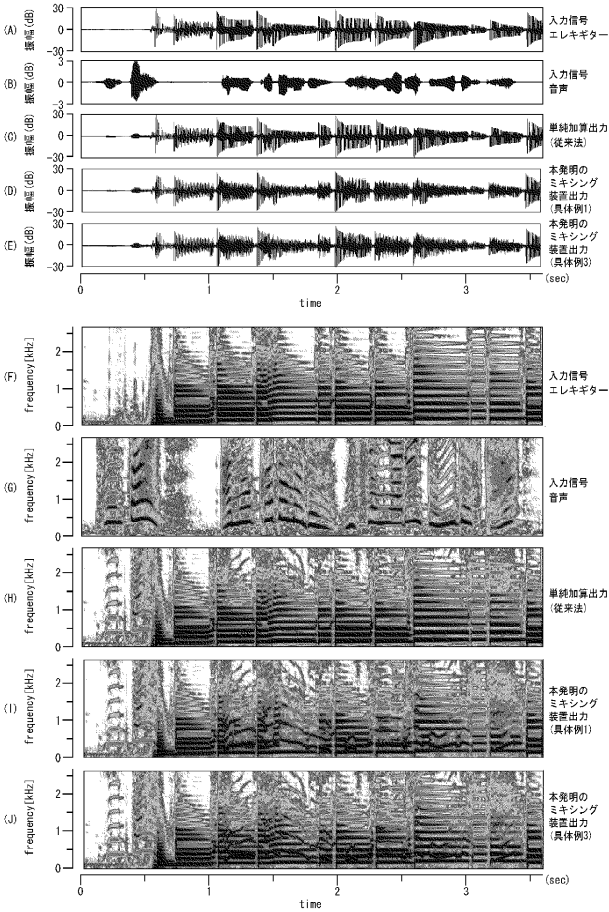 (A) 振幅(dB) 30 0 -30 入力信号
エレキギター
(B) 振幅(dB) 3 0 -3 入力信号
音声
(C) 振幅(dB) 30 0 -30 単純加算出力
(従来法)
(D) 振幅(dB) 30 0 -30 本発明の
ミキシング
装置出力
(具体例1)
(E) 振幅(dB) 30 0 -30 本発明の
ミキシング
装置出力
(具体例3)
0 1 2 3 (sec)
time
(F) frequency[kHz] 2 1 0 入力信号
エレキギター
(G) frequency[kHz] 2 1 0 入力信号
音声
(H) frequency[kHz] 2 1 0 単純加算出力
(従来法)
(I) frequency[kHz] 2 1 0 本発明の
ミキシング
装置出力
(具体例1)
(J) frequency[kHz] 2 1 0 本発明の
ミキシング
装置出力
(具体例3)
0 1 2 3 (sec)
time